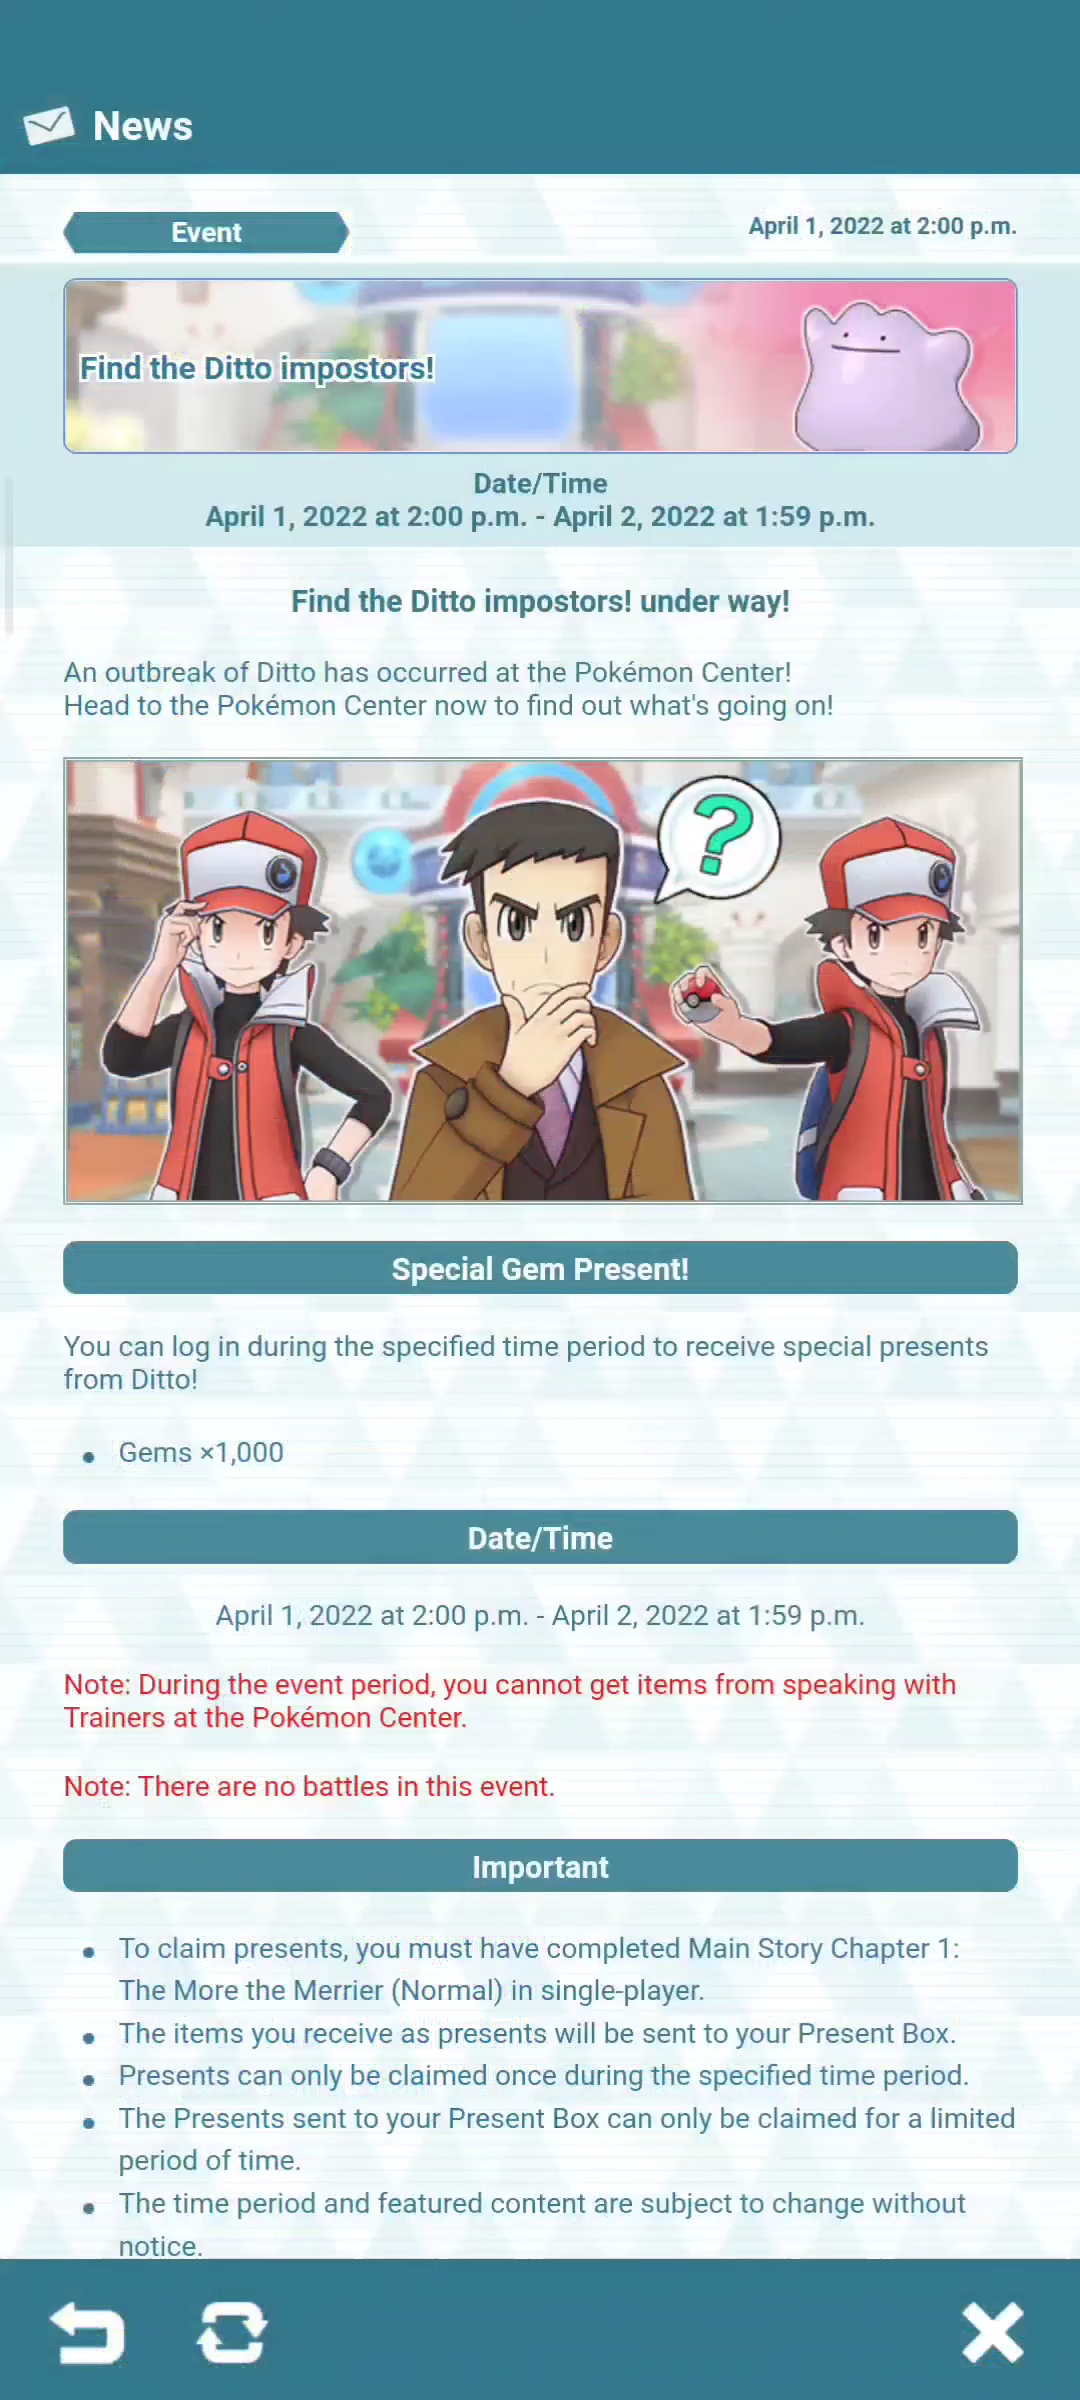 News
Event
April 1, 2022 at 2:00 p.m.
Find the Ditto impostors!
Date/Time
April 1, 2022 at 2:00 p.m. - April 2, 2022 at 1:59 p.m.
Find the Ditto impostors! under way!
An outbreak of Ditto has occurred at the Pokémon Center!
Head to the Pokémon Center now to find out what's going on!
?
Special Gem Present!
You can log in during the specified time period to receive special presents
from Ditto!
• Gems ×1,000
Date/Time
April 1, 2022 at 2:00 p.m. - April 2, 2022 at 1:59 p.m.
Note: During the event period, you cannot get items from speaking with
Trainers at the Pokémon Center.
Note: There are no battles in this event.
Important
• To claim presents, you must have completed Main Story Chapter 1:
The More the Merrier (Normal) in single-player.
• The items you receive as presents will be sent to your Present Box.
• Presents can only be claimed once during the specified time period.
• The Presents sent to your Present Box can only be claimed for a limited
period of time.
• The time period and featured content are subject to change without
notice.